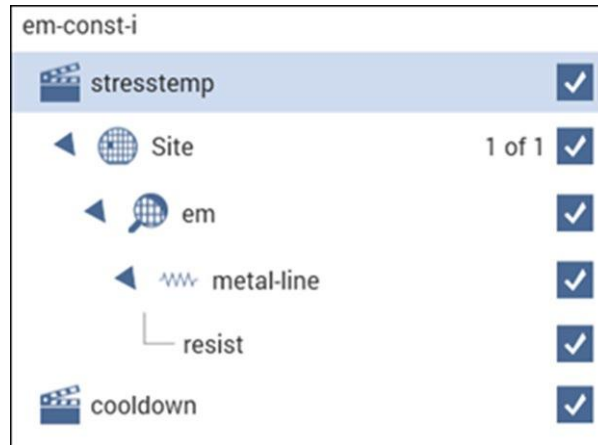 em-const-i
stresstemp
Site 1 of 1
em
metal-line
resist
cooldown